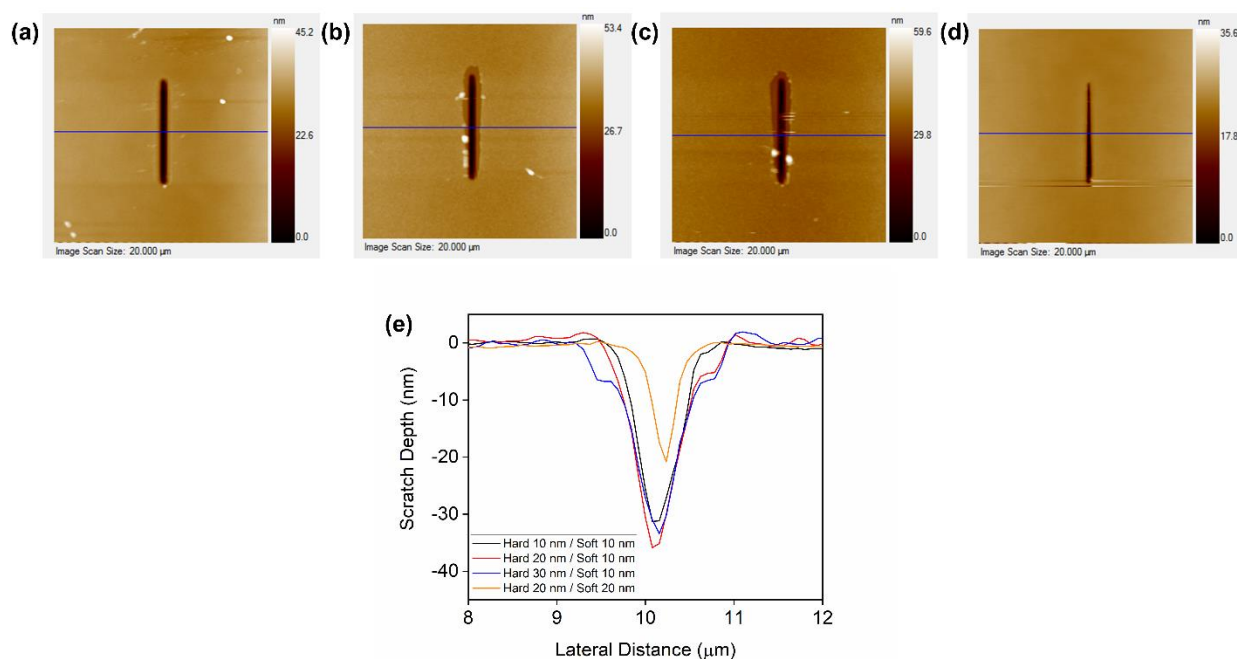 (a)
nm
45.2
22.6
0.0
Image Scan Size: 20.000 µm
(b)
nm
53.4
26.7
0.0
Image Scan Size: 20.000 µm
(c)
nm
59.6
29.8
0.0
Image Scan Size: 20.000 µm
(d)
nm
35.6
17.8
0.0
Image Scan Size: 20.000 µm
(e)
Scratch Depth (nm)
0
-10
-20
-30
-40
Hard 10 nm / Soft 10 nm
Hard 20 nm / Soft 10 nm
Hard 30 nm / Soft 10 nm
Hard 20 nm / Soft 20 nm
8 9 10 11 12
Lateral Distance (µm)